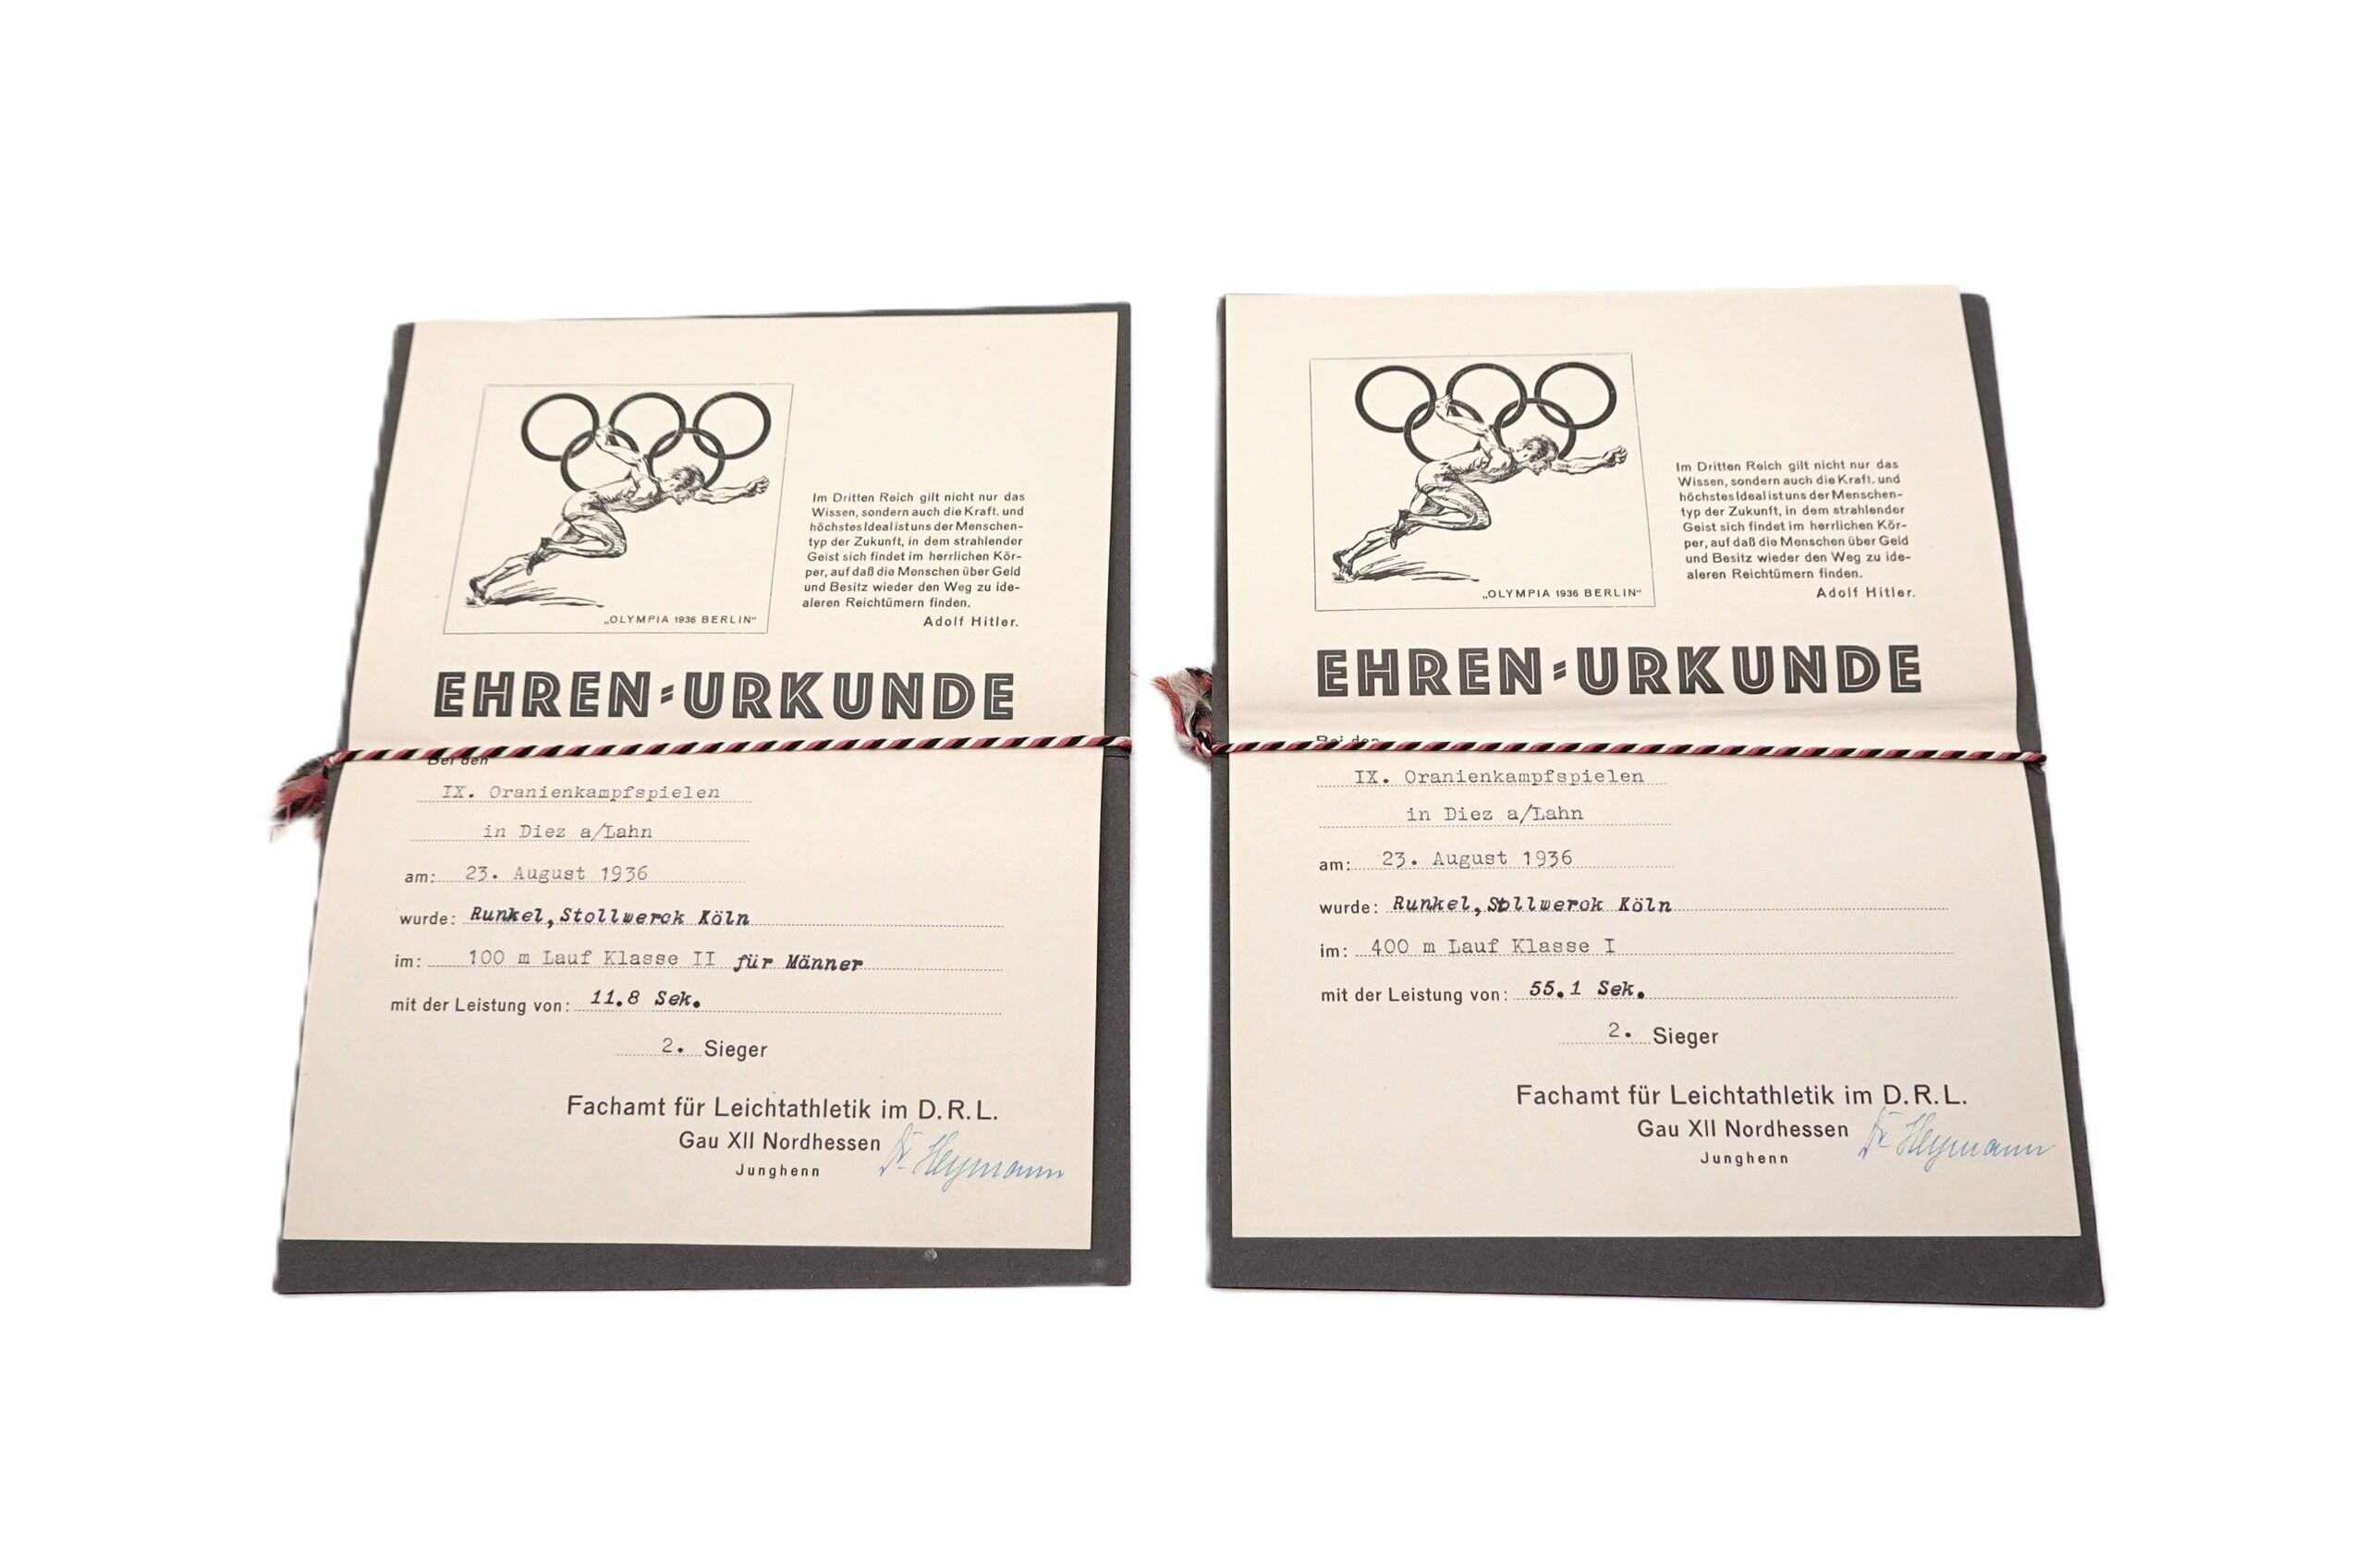 „OLYMPIA 1936 BERLIN“
Im Dritten Reich gilt nicht nur das
Wissen, sondern auch die Kraft. und
höchstes Ideal ist uns der Menschen-
typ der Zukunft, in dem strahlender
Geist sich findet im herrlichen Kör-
per, auf daß die Menschen über Geld
und Besitz wieder den Weg zu ide-
aleren Reichtümern finden.
Adolf Hitler.
EHREN=URKUNDE
Bei den
IX. Oranienkampfspielen
in Diez a/Lahn
am: 23. August 1936
wurde: Runkel,Stollwerck Köln
im: 100 m Lauf Klasse II für Männer
mit der Leistung von: 11.8 Sek.
2. Sieger
Fachamt für Leichtathletik im D.R.L.
Gau XII Nordhessen
Junghenn
Dr Heymann
„OLYMPIA 1936 BERLIN“
Im Dritten Reich gilt nicht nur das
Wissen, sondern auch die Kraft. und
höchstes Ideal ist uns der Menschen-
typ der Zukunft, in dem strahlender
Geist sich findet im herrlichen Kör-
per, auf daß die Menschen über Geld
und Besitz wieder den Weg zu ide-
aleren Reichtümern finden.
Adolf Hitler.
EHREN=URKUNDE
Bei den
IX. Oranienkampfspielen
in Diez a/Lahn
am: 23. August 1936
wurde: Runkel,Stollwerck Köln
im: 400 m Lauf Klasse I
mit der Leistung von: 55.1 Sek.
2. Sieger
Fachamt für Leichtathletik im D.R.L.
Gau XII Nordhessen
Junghenn
Dr Heymann